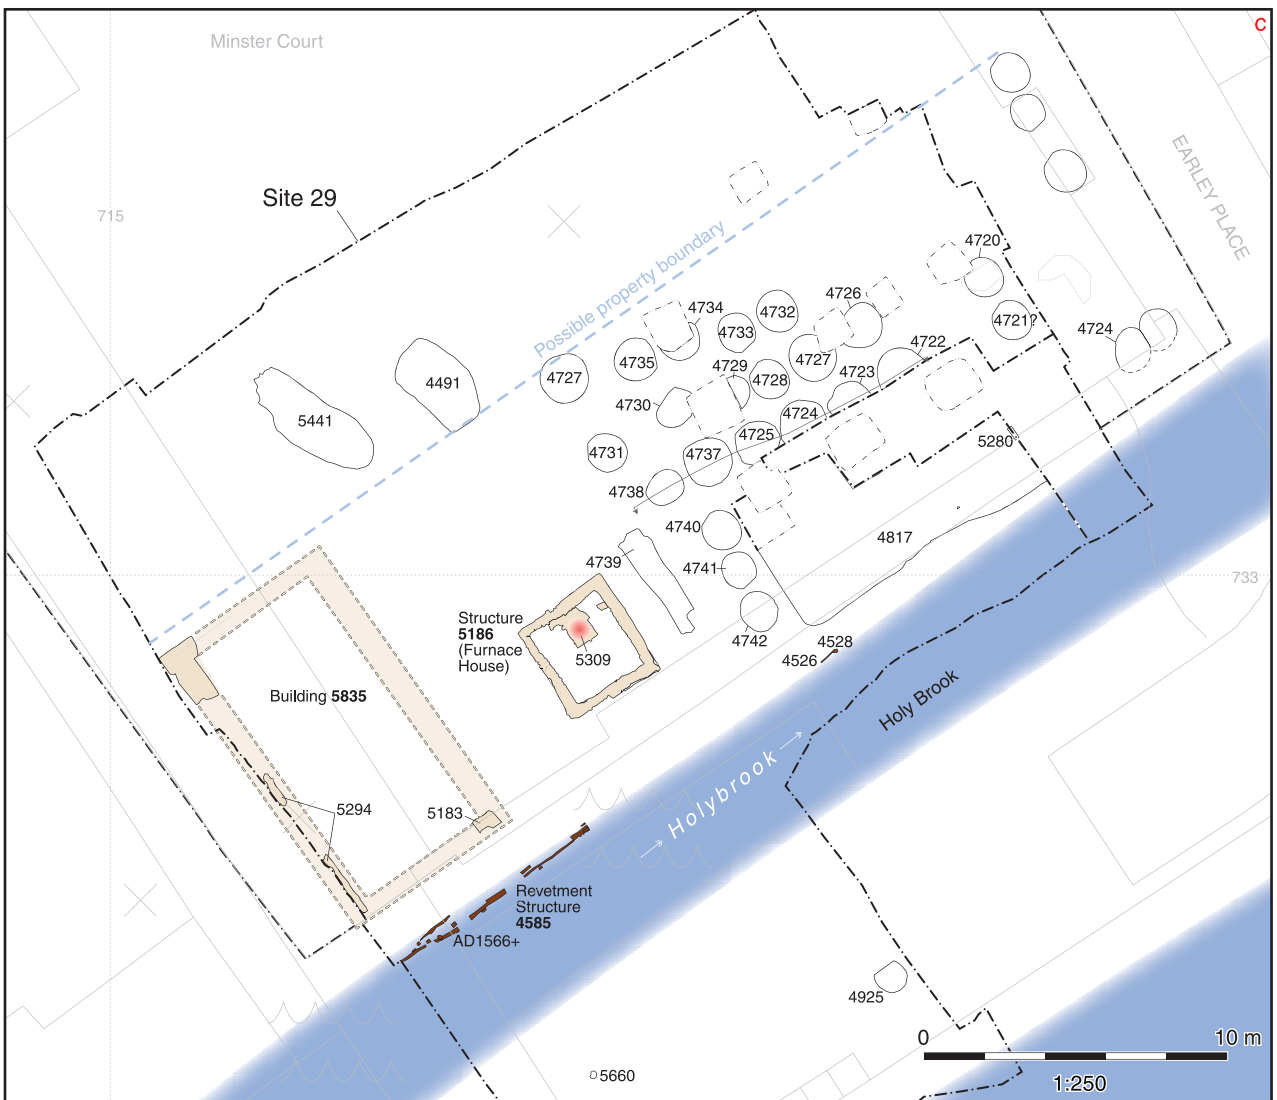 C
Minster Court
EARLEY PLACE
Site 29
715
Possible property boundary
4720
4721?
4724
4726
4732
4734
4733
4722
4735
4727
4727
4729
4728
4723
4491
5441
4730
4724
4725
5280
4731
4737
4738
4740
4817
4739
4741
733
4742
Structure
5186
(Furnace
House)
5309
4528
4526
Building 5835
Holy Brook
Holybrook
5294
5183
Revetment
Structure
4585
AD1566+
4925
0
10 m
1:250
5660